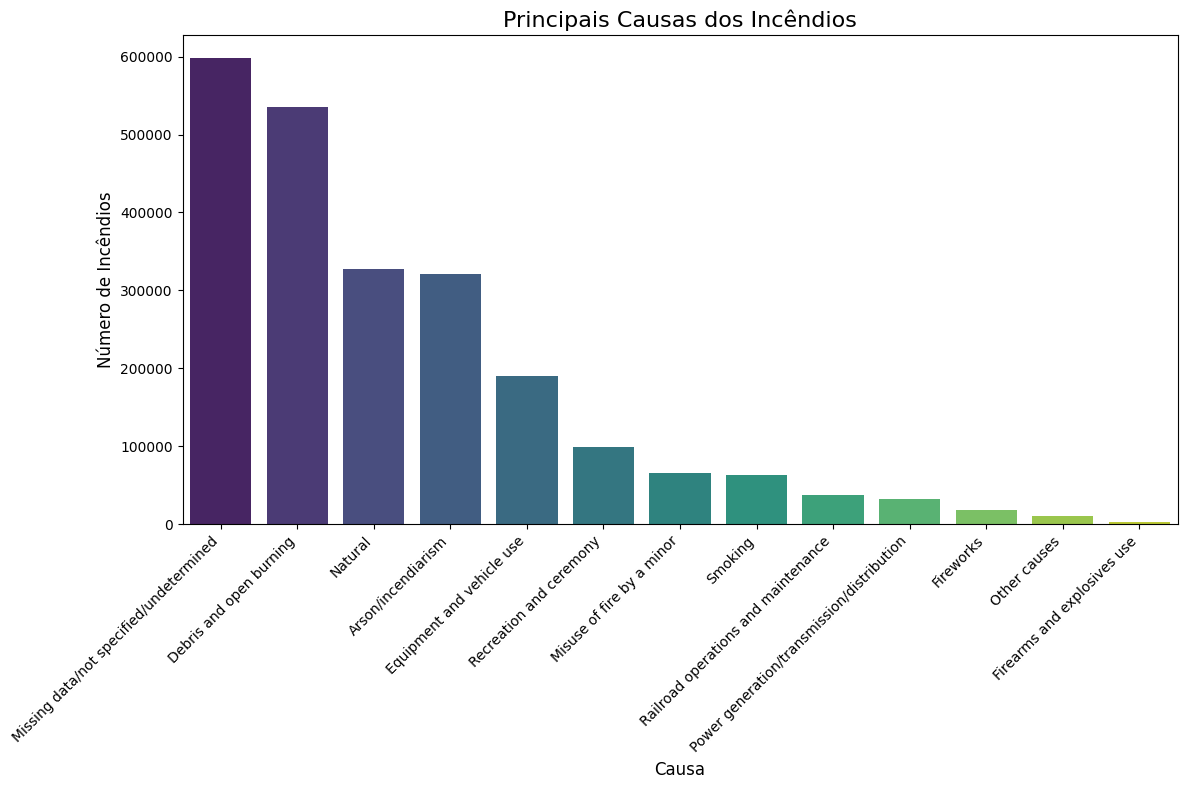 Principais Causas dos Incêndios
Número de Incêndios
600000
500000
400000
300000
200000
100000
0
Missing data/not specified/undetermined
Debris and open burning
Natural
Arson/incendiarism
Equipment and vehicle use
Recreation and ceremony
Misuse of fire by a minor
Smoking
Railroad operations and maintenance
Power generation/transmission/distribution
Fireworks
Other causes
Firearms and explosives use
Causa